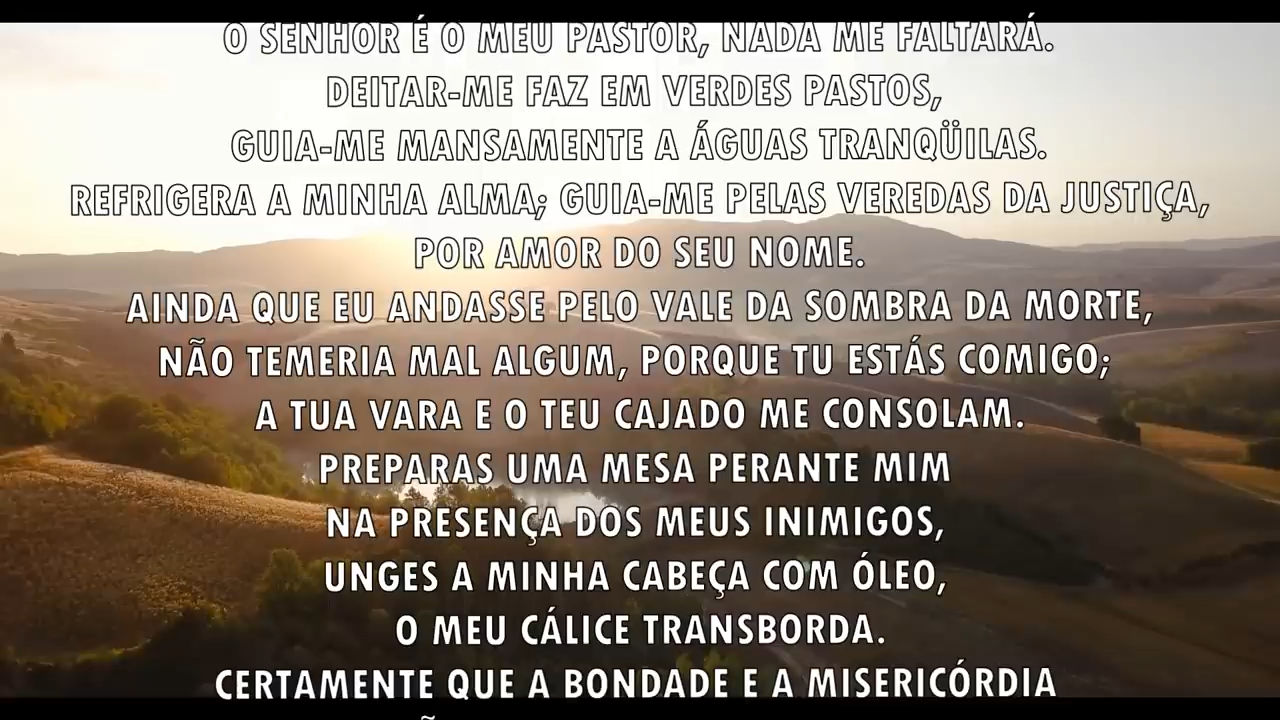 O SENHOR É O MEU PASTOR, NADA ME FALTARÁ.
DEITAR-ME FAZ EM VERDES PASTOS,
GUIA-ME MANSAMENTE A ÁGUAS TRANQÜILAS.
REFRIGERA A MINHA ALMA; GUIA-ME PELAS VEREDAS DA JUSTIÇA,
POR AMOR DO SEU NOME.
AINDA QUE EU ANDASSE PELO VALE DA SOMBRA DA MORTE,
NÃO TEMERIA MAL ALGUM, PORQUE TU ESTÁS COMIGO;
A TUA VARA E O TEU CAJADO ME CONSOLAM.
PREPARAS UMA MESA PERANTE MIM
NA PRESENÇA DOS MEUS INIMIGOS,
UNGES A MINHA CABEÇA COM ÓLEO,
O MEU CÁLICE TRANSBORDA.
CERTAMENTE QUE A BONDADE E A MISERICÓRDIA